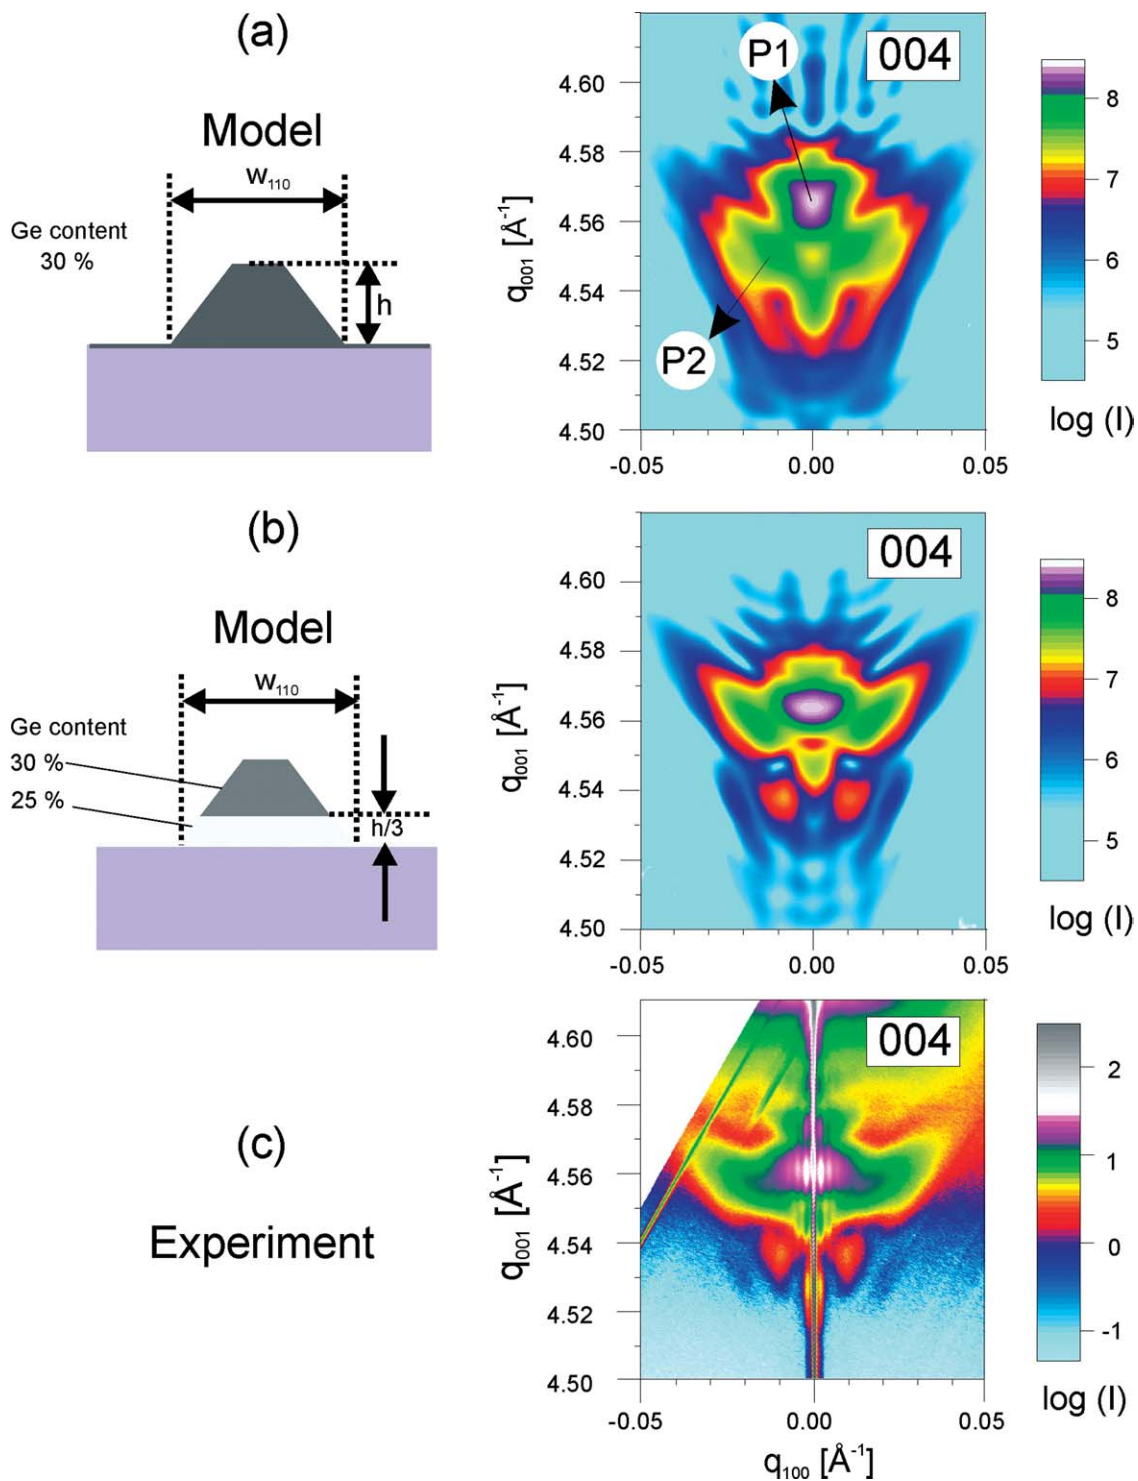 (a)
Model
w110
Ge content
30 %
h
P1
004
P2
q001 [Å-1]
4.60
4.58
4.56
4.54
4.52
4.50
-0.05
0.00
0.05
8
7
6
5
log (I)
(b)
Model
w110
Ge content
30 %
25 %
h/3
004
q001 [Å-1]
4.60
4.58
4.56
4.54
4.52
4.50
-0.05
0.00
0.05
8
7
6
5
log (I)
(c)
Experiment
004
q001 [Å-1]
4.60
4.58
4.56
4.54
4.52
4.50
-0.05
0.00
0.05
q100 [Å-1]
2
1
0
-1
log (I)